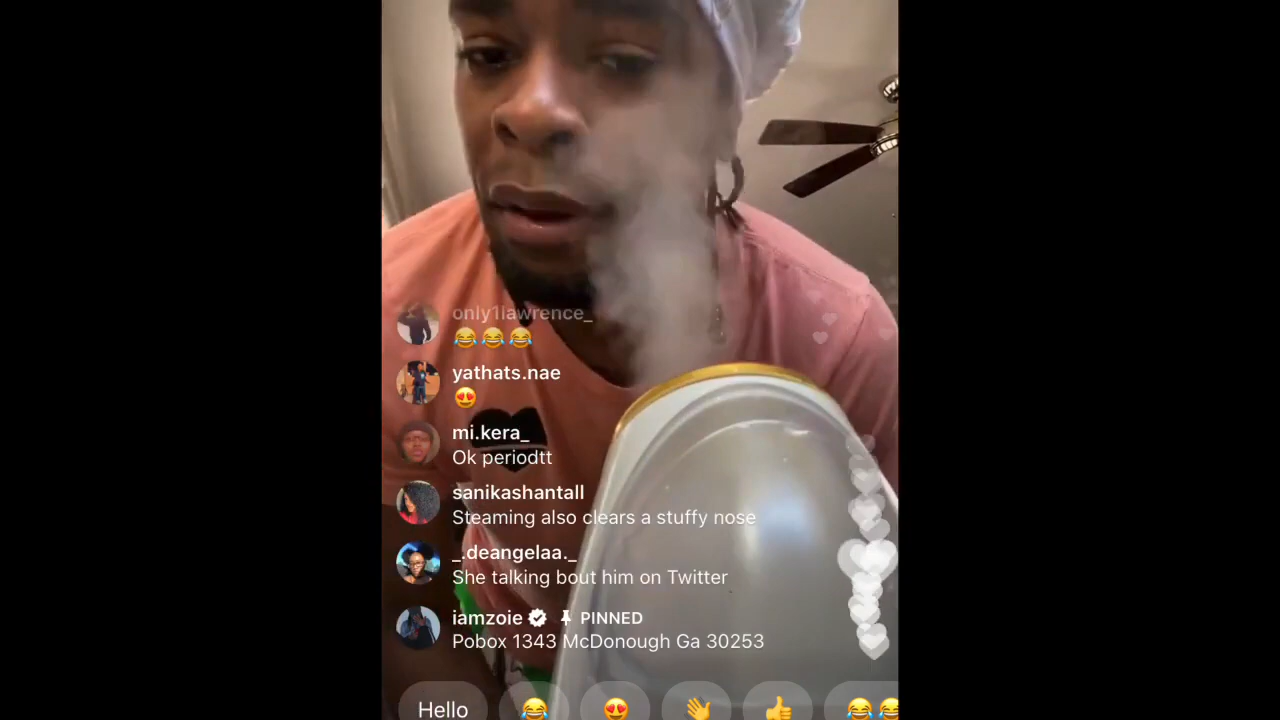 only1lawrence_
😂😂😂
yathats.nae
😍
mi.kera_
Ok periodtt
sanikashantall
Steaming also clears a stuffy nose
_.deangelaa._
She talking bout him on Twitter
iamzoie PINNED
Pobox 1343 McDonough Ga 30253
Hello 😂 😍 👋 👍 😂😂